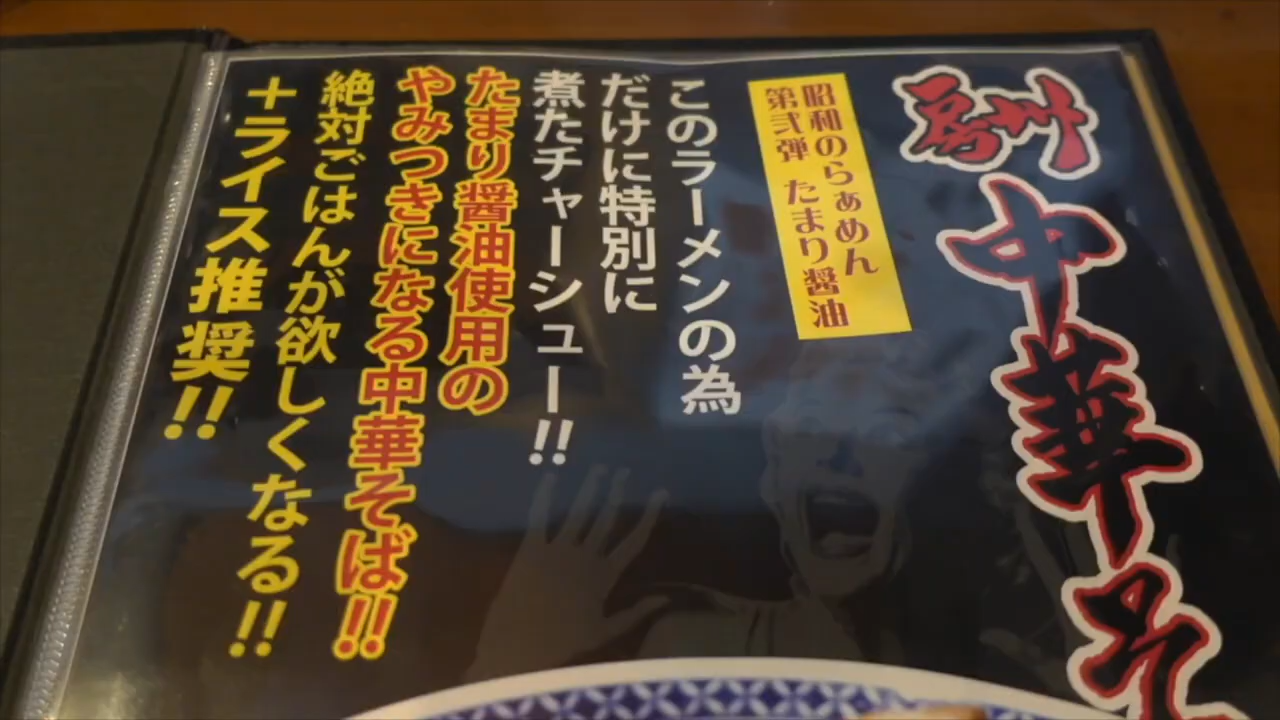 房州
中華そ
昭和のらぁめん
第弐弾 たまり醤油
このラーメンの為
だけに特別に
煮たチャーシュー!!
たまり醤油使用の
やみつきになる中華そば!!
絶対ごはんが欲しくなる!!
+ライス推奨!!